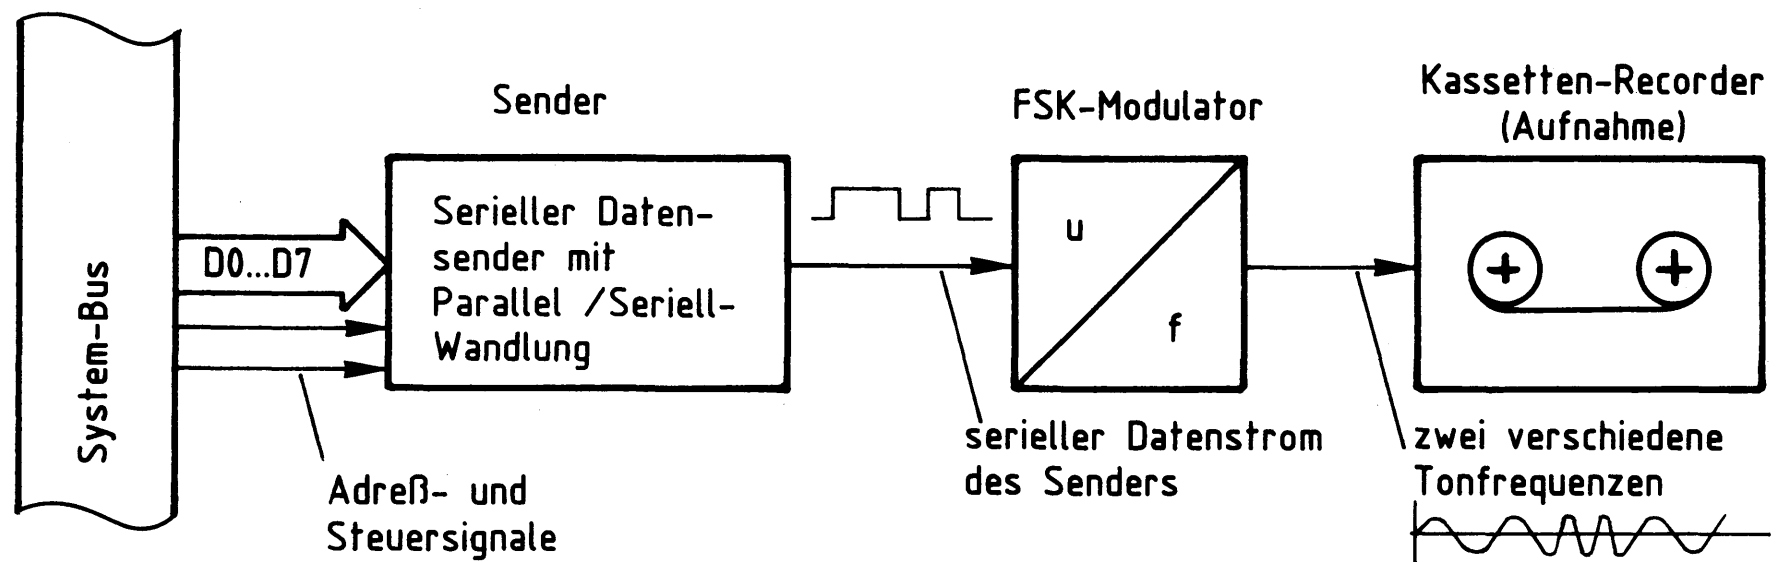 System-Bus
D0...D7
Adreß- und
Steuersignale
Sender
Serieller Daten-
sender mit
Parallel /Seriell-
Wandlung
serieller Datenstrom
des Senders
FSK-Modulator
u
f
zwei verschiedene
Tonfrequenzen
Kassetten-Recorder
(Aufnahme)